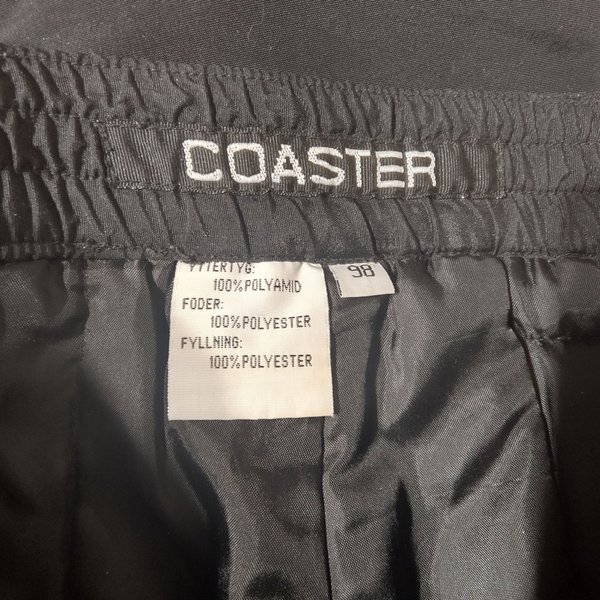 COASTER
YTTERTYG:
100% POLYAMID
98
FODER:
100% POLYESTER
FYLLNING:
100% POLYESTER